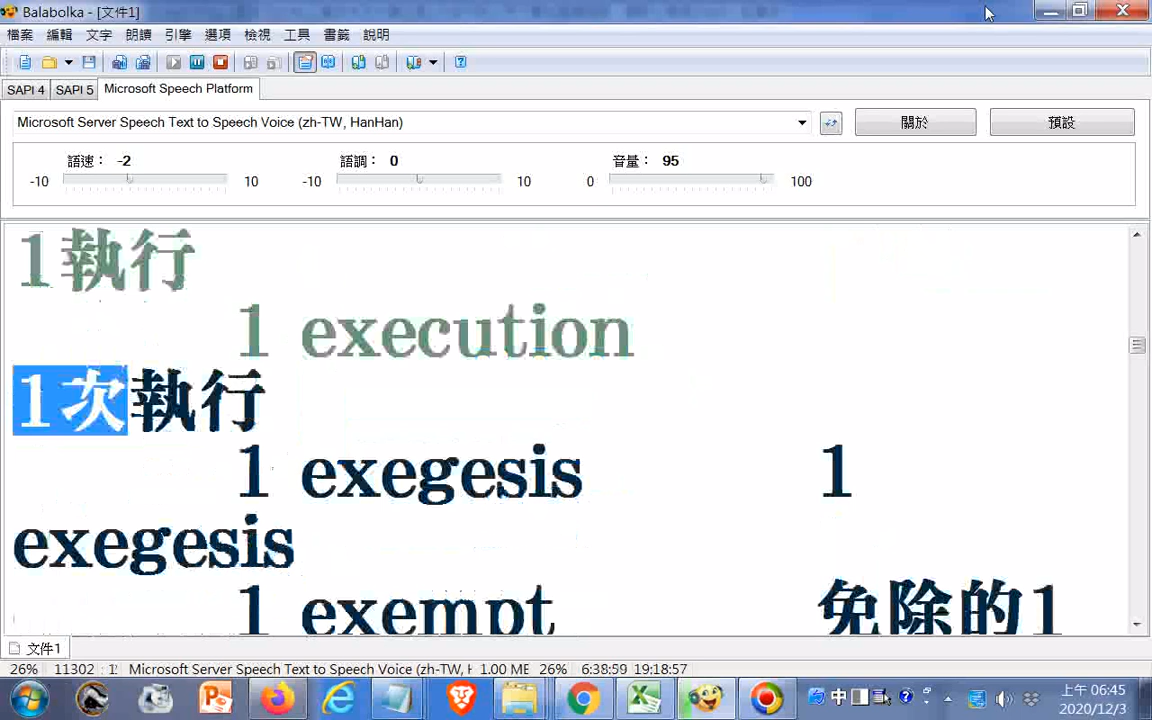 Balabolka - [文件1]
檔案 編輯 文字 朗讀 引擎 選項 檢視 工具 書籤 說明
SAPI 4 SAPI 5 Microsoft Speech Platform
Microsoft Server Speech Text to Speech Voice (zh-TW, HanHan) 關於 預設
語速： -2 語調： 0 音量： 95
-10 10 -10 10 0 100
1執行
1 execution
1次執行
1 exegesis 1
exegesis
1 exempt 免除的1
文件1
26% 11302 Microsoft Server Speech Text to Speech Voice (zh-TW, 1.00 ME 26% 6:38:59 19:18:57
中 上午 06:45
2020/12/3